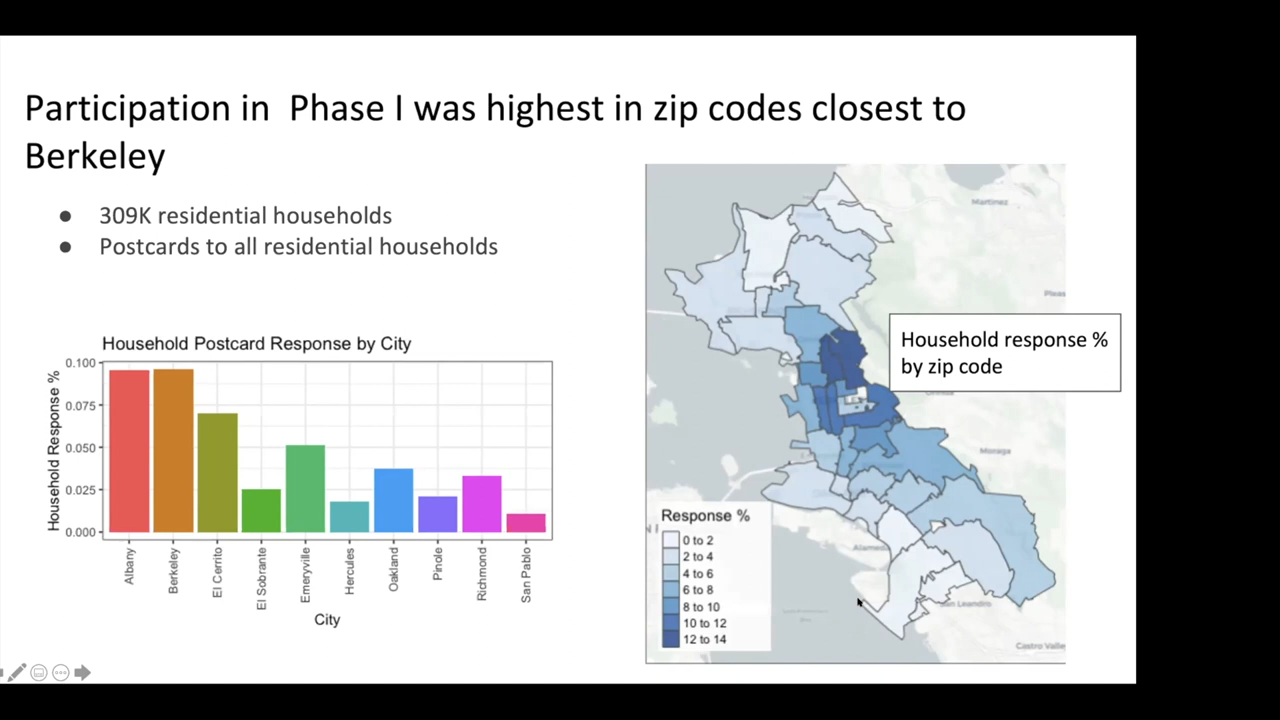 Participation in  Phase I was highest in zip codes closest to
Berkeley
● 309K residential households
● Postcards to all residential households
Household Postcard Response by City
Household Response %
0.100
0.075
0.050
0.025
0.000
Albany
Berkeley
El Cerrito
El Sobrante
Emeryville
Hercules
Oakland
Pinole
Richmond
San Pablo
City
Martinez
Pleas
Household response %
by zip code
Moraga
Response %
0 to 2
2 to 4
4 to 6
6 to 8
8 to 10
10 to 12
12 to 14
Alameda
San Leandro
Castro Valle